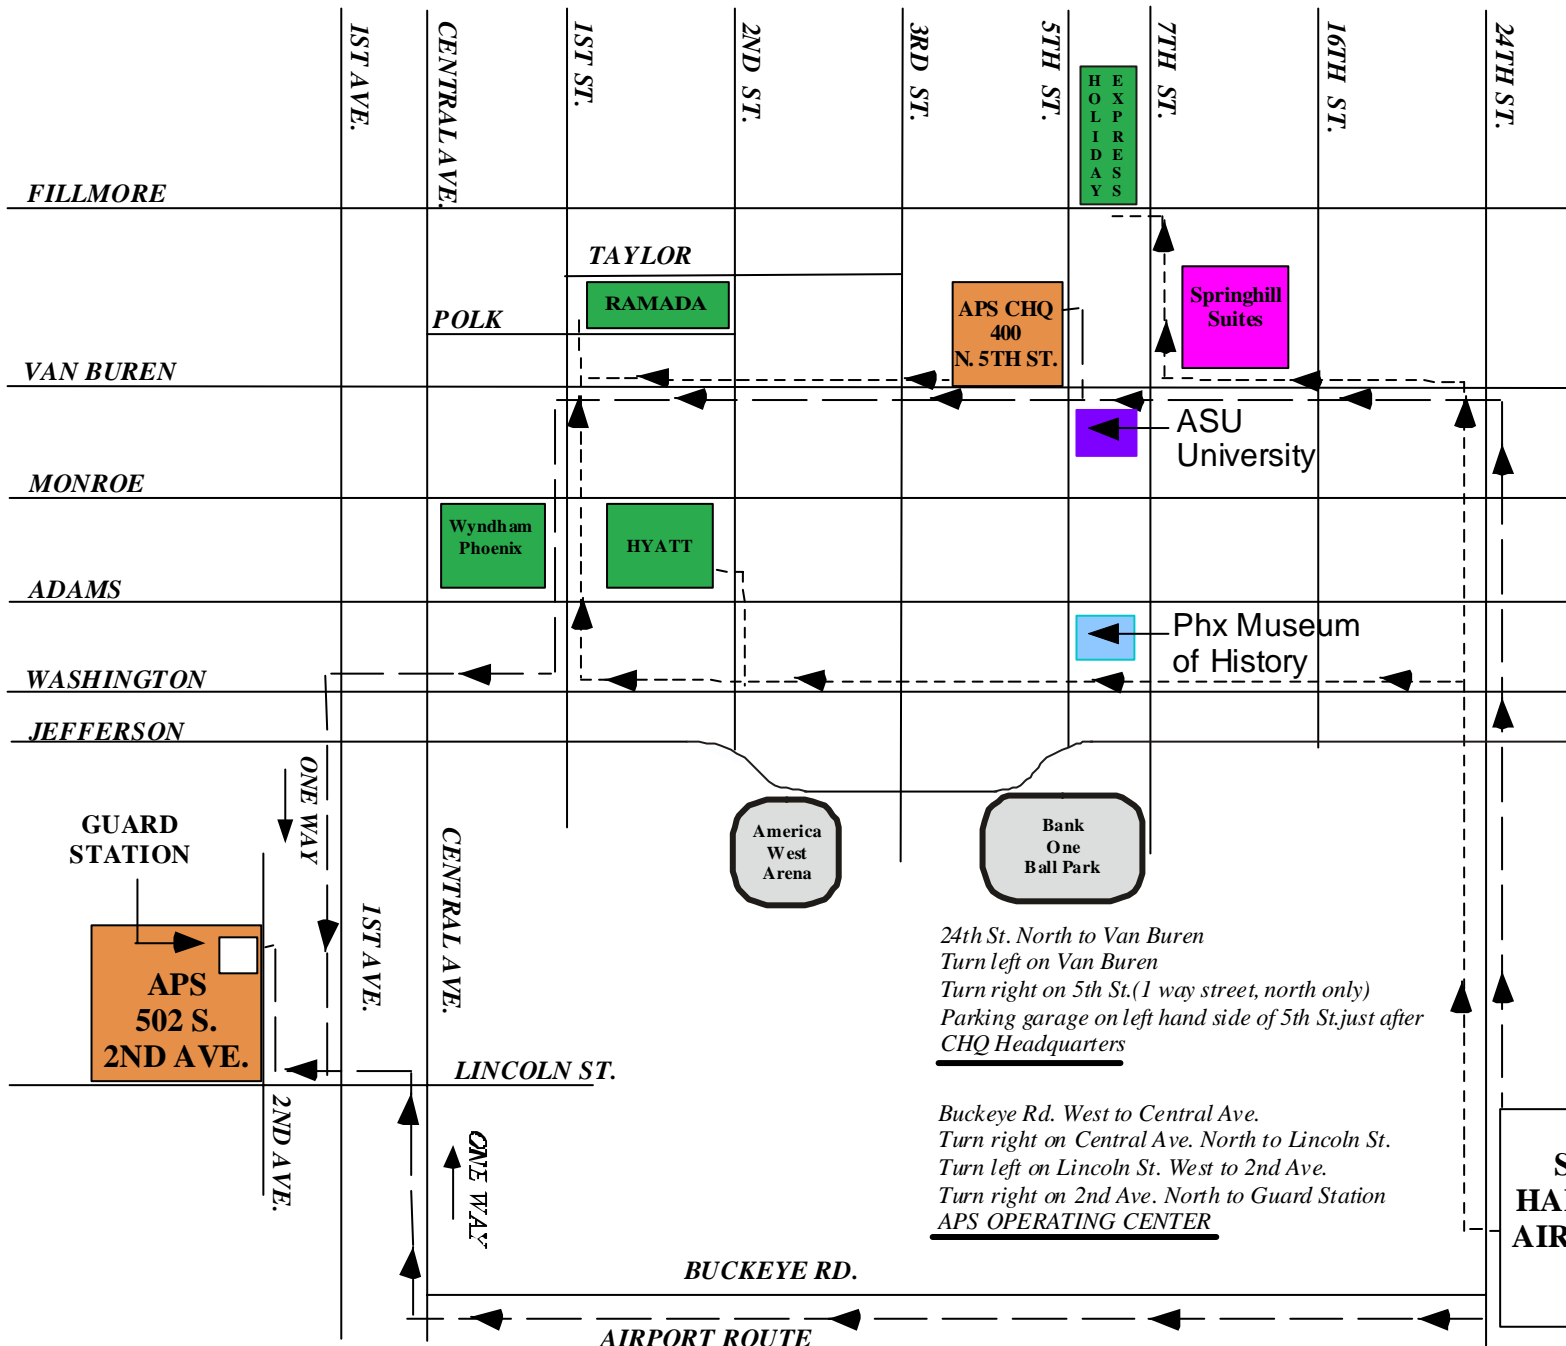 1ST AVE.
CENTRAL AVE.
1ST ST.
2ND ST.
3RD ST.
5TH ST.
7TH ST.
16TH ST.
24TH ST.
HOLIDAY
EXPRESS
FILLMORE
TAYLOR
RAMADA
POLK
APS CHQ
400
N. 5TH ST.
Springhill
Suites
VAN BUREN
ASU
University
MONROE
Wyndham
Phoenix
HYATT
ADAMS
Phx Museum
of History
WASHINGTON
JEFFERSON
ONE WAY
GUARD
STATION
America
West
Arena
Bank
One
Ball Park
CENTRAL AVE.
1ST AVE.
APS
502 S.
2ND AVE.
24th St. North to Van Buren
Turn left on Van Buren
Turn right on 5th St.(1 way street, north only)
Parking garage on left hand side of 5th St.just after
CHQ Headquarters
LINCOLN ST.
2ND AVE.
ONE WAY
Buckeye Rd. West to Central Ave.
Turn right on Central Ave. North to Lincoln St.
Turn left on Lincoln St. West to 2nd Ave.
Turn right on 2nd Ave. North to Guard Station
APS OPERATING CENTER
S
HA
AIR
BUCKEYE RD.
AIRPORT ROUTE